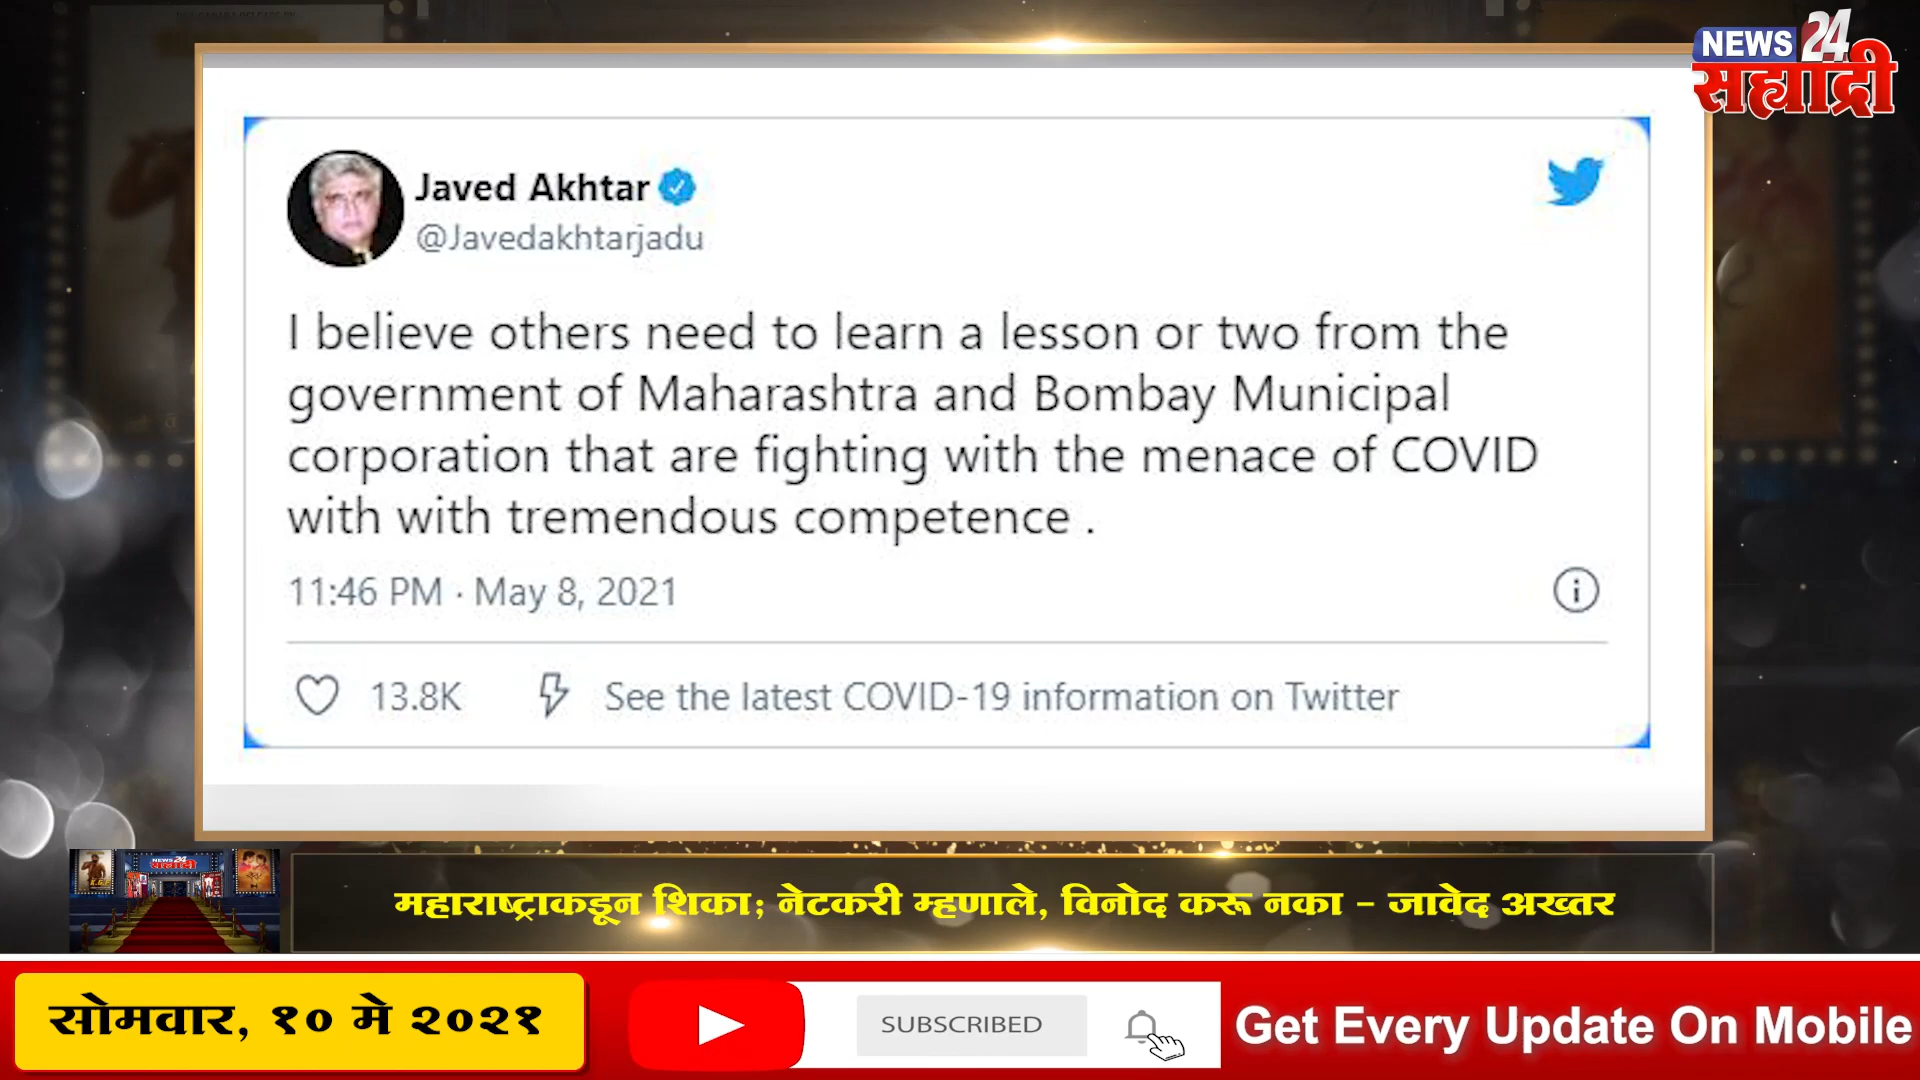 NEWS 24
सह्याद्री
Javed Akhtar
@Javedakhtarjadu
I believe others need to learn a lesson or two from the
government of Maharashtra and Bombay Municipal
corporation that are fighting with the menace of COVID
with with tremendous competence .
11:46 PM · May 8, 2021
13.8K
See the latest COVID-19 information on Twitter
NEWS 24
सह्याद्री
महाराष्ट्राकडून शिका; नेटकरी म्हणाले, विनोद करू नका - जावेद अख्तर
सोमवार, १० मे २०२१
SUBSCRIBED
Get Every Update On Mobile